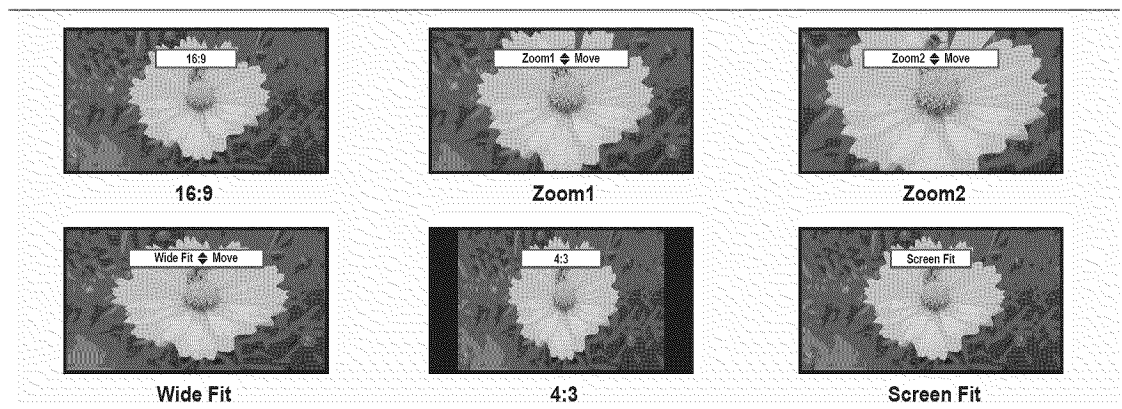 16:9
Zoom1 Move
Zoom2 Move
16:9
Zoom1
Zoom2
Wide Fit Move
4:3
Screen Fit
Wide Fit
4:3
Screen Fit